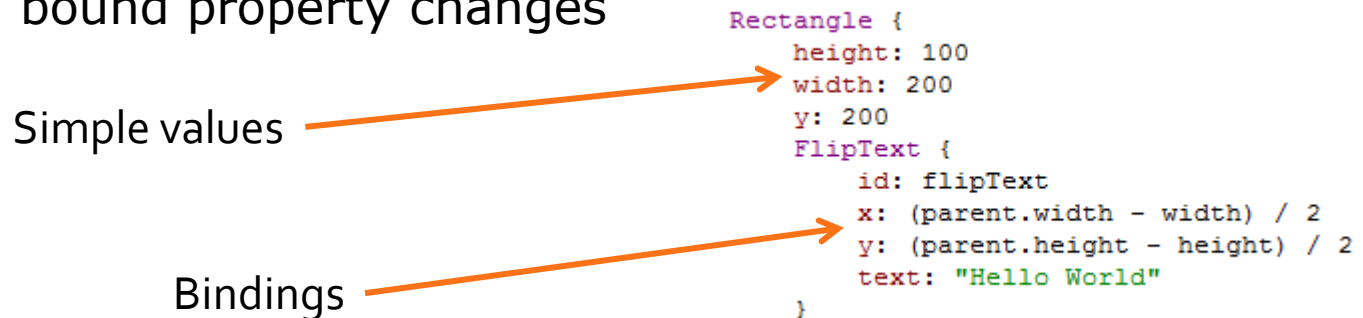 bound property changes
Simple values
Bindings
Rectangle {
    height: 100
    width: 200
    y: 200
    FlipText {
        id: flipText
        x: (parent.width - width) / 2
        y: (parent.height - height) / 2
        text: "Hello World"
    }